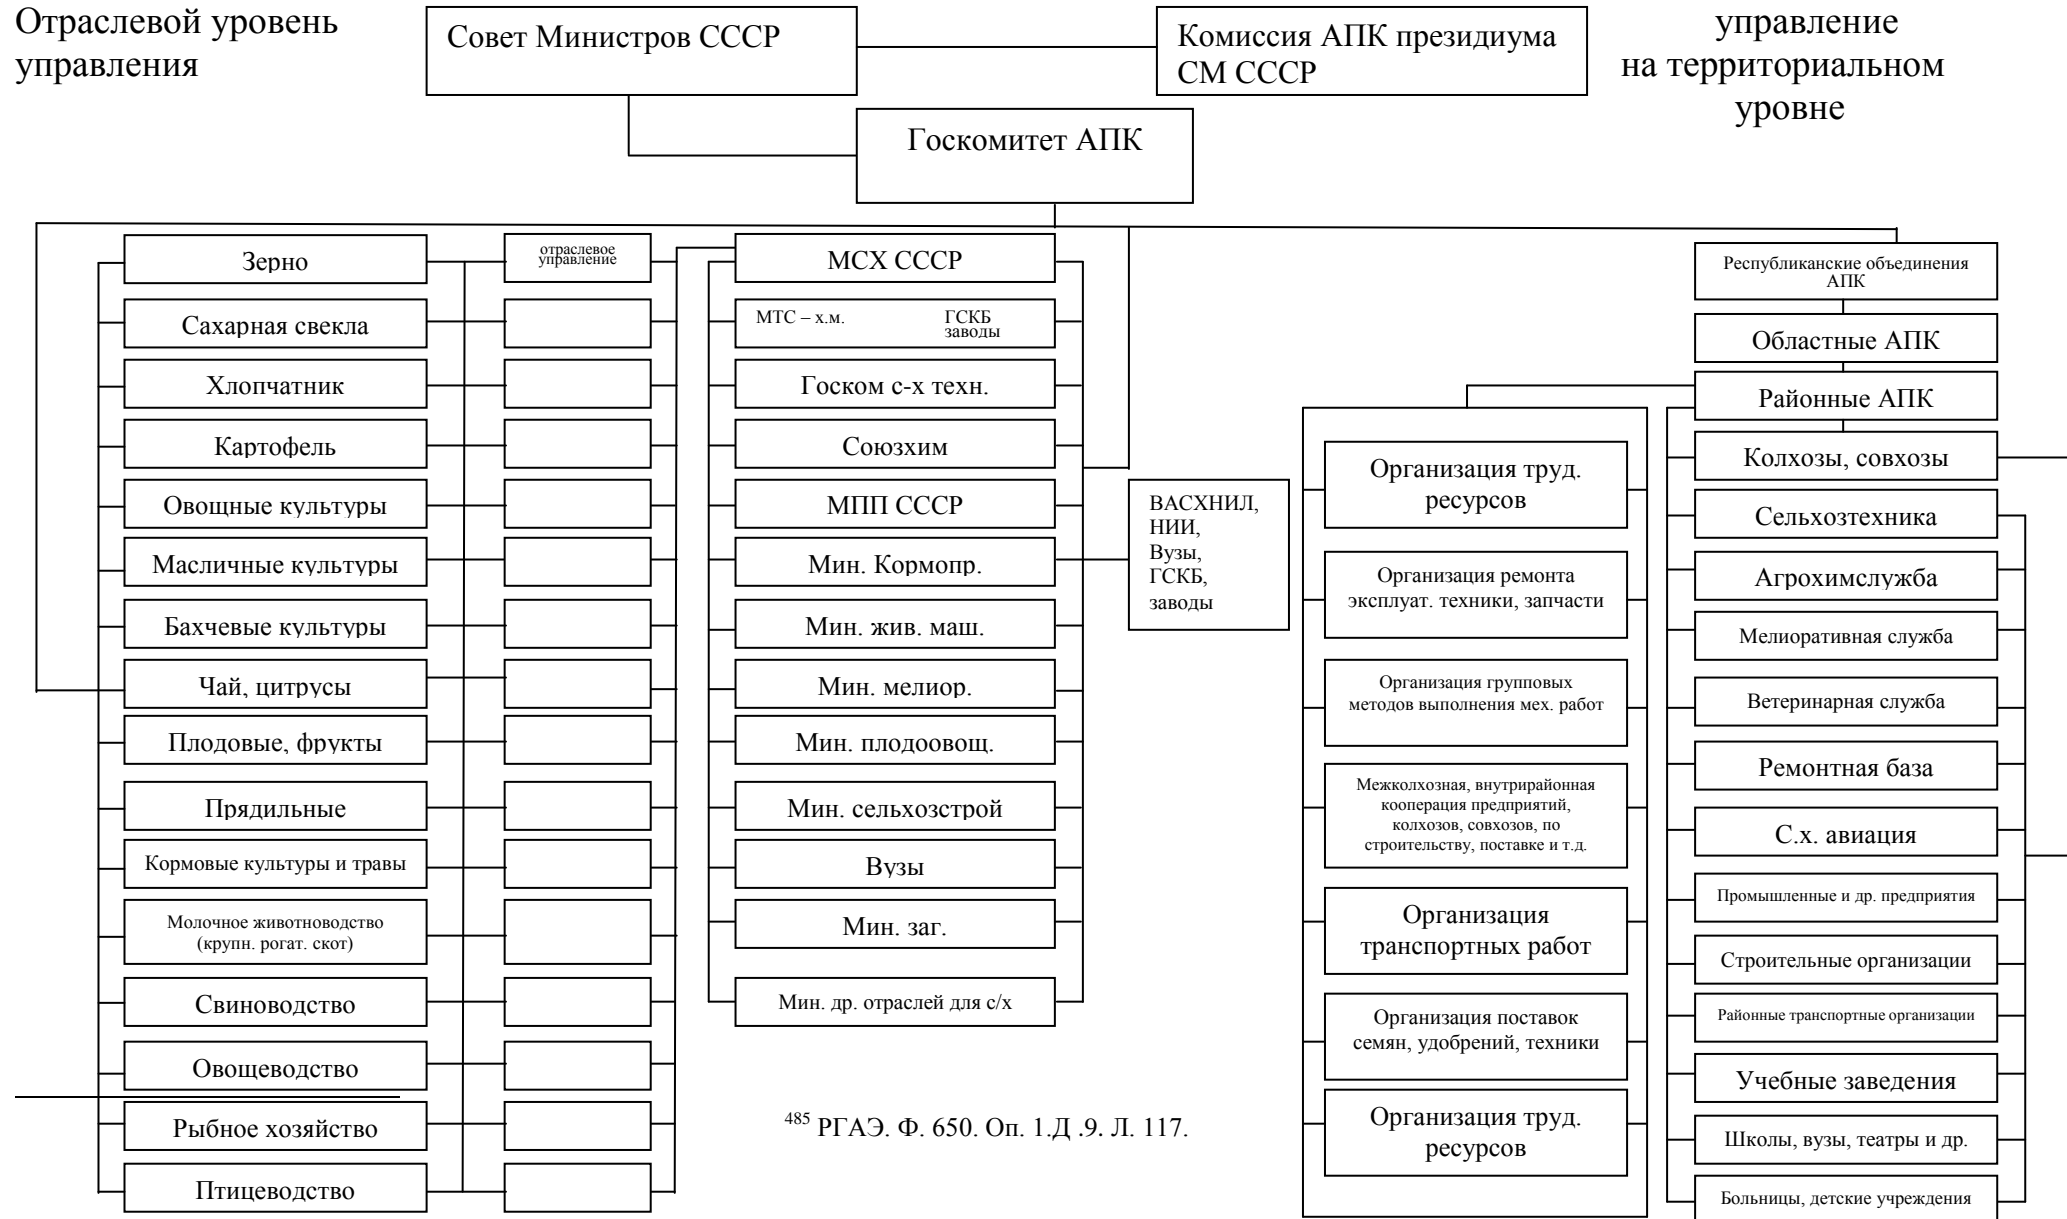 Отраслевой уровень
управления
Совет Министров СССР
Комиссия АПК президиума
СМ СССР
управление
на территориальном
уровне
Госкомитет АПК
Зерно
Сахарная свекла
Хлопчатник
Картофель
Овощные культуры
Масличные культуры
Бахчевые культуры
Чай, цитрусы
Плодовые, фрукты
Прядильные
Кормовые культуры и травы
Молочное животноводство
(крупн. рогат. скот)
Свиноводство
Овощеводство
Рыбное хозяйство
Птицеводство
отраслевое
управление
МСХ СССР
МТС – х.м. ГСКБ
заводы
Госком с-х техн.
Союзхим
МПП СССР
Мин. Кормопр.
Мин. жив. маш.
Мин. мелиор.
Мин. плодоовощ.
Мин. сельхозстрой
Вузы
Мин. заг.
Мин. др. отраслей для с/х
ВАСХНИЛ,
НИИ,
Вузы,
ГСКБ,
заводы
Организация труд.
ресурсов
Организация ремонта
эксплуат. техники, запчасти
Организация групповых
методов выполнения мех. работ
Межколхозная, внутрирайонная
кооперация предприятий,
колхозов, совхозов, по
строительству, поставке и т.д.
Организация
транспортных работ
Организация поставок
семян, удобрений, техники
Организация труд.
ресурсов
Республиканские объединения
АПК
Областные АПК
Районные АПК
Колхозы, совхозы
Сельхозтехника
Агрохимслужба
Мелиоративная служба
Ветеринарная служба
Ремонтная база
С.х. авиация
Промышленные и др. предприятия
Строительные организации
Районные транспортные организации
Учебные заведения
Школы, вузы, театры и др.
Больницы, детские учреждения
485 РГАЭ. Ф. 650. Оп. 1.Д .9. Л. 117.